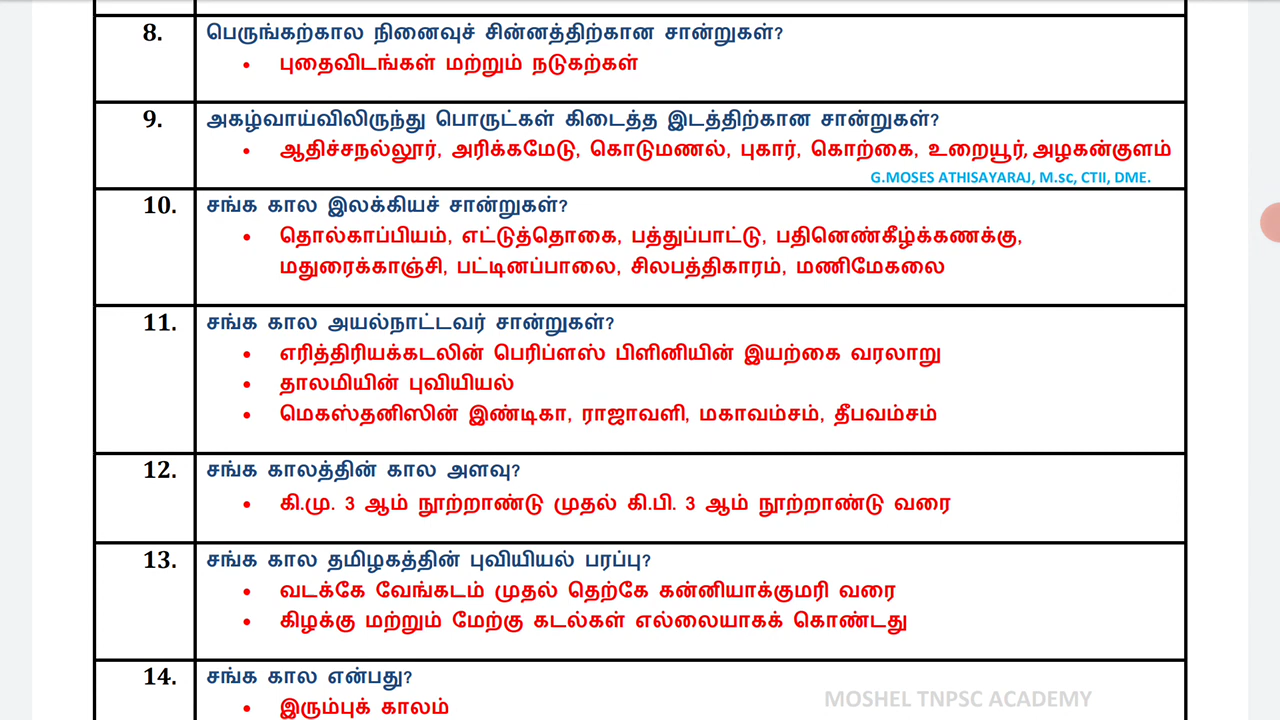 8. பெருங்கற்கால நினைவுச் சின்னத்திற்கான சான்றுகள்?
• புதைவிடங்கள் மற்றும் நடுகற்கள்
9. அகழ்வாய்விலிருந்து பொருட்கள் கிடைத்த இடத்திற்கான சான்றுகள்?
• ஆதிச்சநல்லூர், அரிக்கமேடு, கொடுமணல், புகார், கொற்கை, உறையூர், அழகன்குளம்
G.MOSES ATHISAYARAJ, M.sc, CTII, DME.
10. சங்க கால இலக்கியச் சான்றுகள்?
• தொல்காப்பியம், எட்டுத்தொகை, பத்துப்பாட்டு, பதினெண்கீழ்க்கணக்கு,
மதுரைக்காஞ்சி, பட்டினப்பாலை, சிலபத்திகாரம், மணிமேகலை
11. சங்க கால அயல்நாட்டவர் சான்றுகள்?
• எரித்திரியக்கடலின் பெரிப்ளஸ் பிளினியின் இயற்கை வரலாறு
• தாலமியின் புவியியல்
• மெகஸ்தனிஸின் இண்டிகா, ராஜாவளி, மகாவம்சம், தீபவம்சம்
12. சங்க காலத்தின் கால அளவு?
• கி.மு. 3 ஆம் நூற்றாண்டு முதல் கி.பி. 3 ஆம் நூற்றாண்டு வரை
13. சங்க கால தமிழகத்தின் புவியியல் பரப்பு?
• வடக்கே வேங்கடம் முதல் தெற்கே கன்னியாக்குமரி வரை
• கிழக்கு மற்றும் மேற்கு கடல்கள் எல்லையாகக் கொண்டது
14. சங்க கால என்பது?
• இரும்புக் காலம்
MOSHEL TNPSC ACADEMY